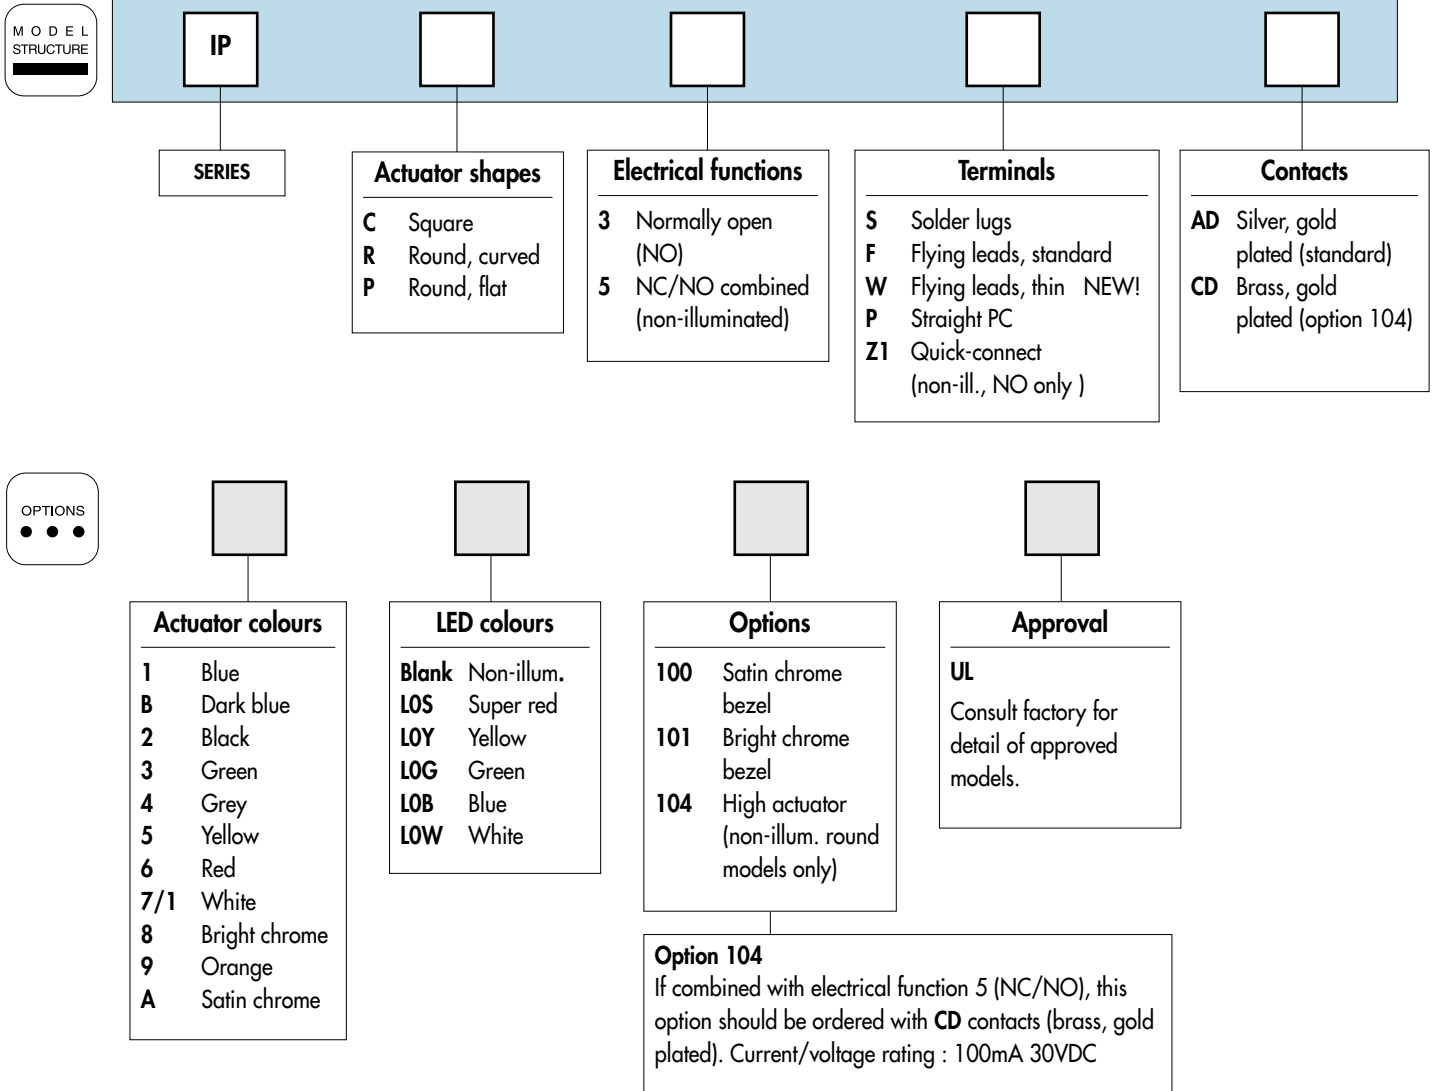 MODEL
STRUCTURE
IP
SERIES
Actuator shapes
C Square
R Round, curved
P Round, flat
Electrical functions
3 Normally open
(NO)
5 NC/NO combined
(non-illuminated)
Terminals
S Solder lugs
F Flying leads, standard
W Flying leads, thin NEW!
P Straight PC
Z1 Quick-connect
(non-ill., NO only )
Contacts
AD Silver, gold
plated (standard)
CD Brass, gold
plated (option 104)
OPTIONS
Actuator colours
1 Blue
B Dark blue
2 Black
3 Green
4 Grey
5 Yellow
6 Red
7/1 White
8 Bright chrome
9 Orange
A Satin chrome
LED colours
Blank Non-illum.
L0S Super red
L0Y Yellow
L0G Green
L0B Blue
L0W White
Options
100 Satin chrome
bezel
101 Bright chrome
bezel
104 High actuator
(non-illum. round
models only)
Approval
UL
Consult factory for
detail of approved
models.
Option 104
If combined with electrical function 5 (NC/NO), this
option should be ordered with CD contacts (brass, gold
plated). Current/voltage rating : 100mA 30VDC